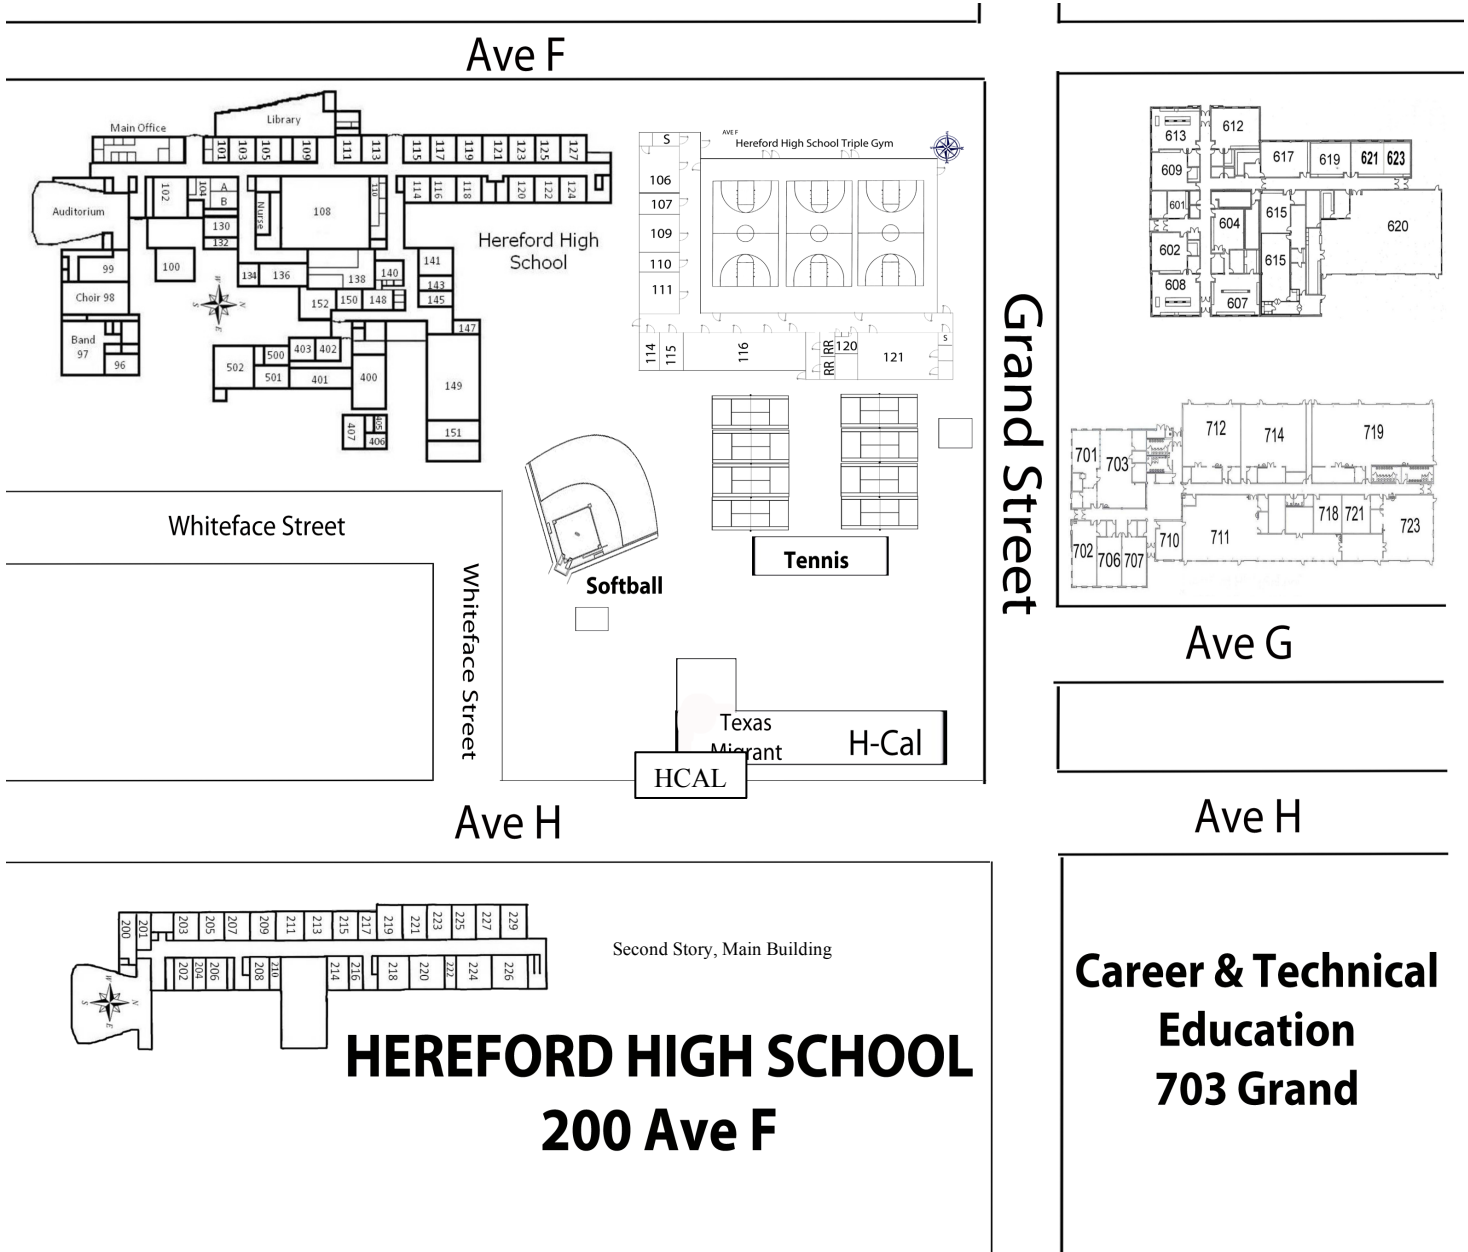 Ave F
Main Office
Library
101
103
105
109
111
113
115
117
119
121
123
125
127
Auditorium
102
104
A
B
130
132
Nurse
108
110
114
116
118
120
122
124
Hereford High
School
99
100
134
136
138
140
141
143
145
Choir 98
152
150
148
147
W
N
S
Band
97
96
502
500
501
403
402
401
400
149
407
405
406
151
AVE F
Hereford High School Triple Gym
S
106
107
109
110
111
114
115
116
RR
RR
120
121
S
Grand Street
613
612
617
619
621
623
609
601
604
615
620
602
615
608
607
701
703
712
714
719
702
706
707
710
711
718
721
723
Whiteface Street
Whiteface Street
Softball
Tennis
Ave G
Texas
Migrant
H-Cal
HCAL
Ave H
Ave H
200
201
203
205
207
209
211
213
215
217
219
221
223
225
227
229
202
204
206
208
210
214
216
218
220
222
224
226
W
N
S
E
Second Story, Main Building
HEREFORD HIGH SCHOOL
200 Ave F
Career & Technical
Education
703 Grand